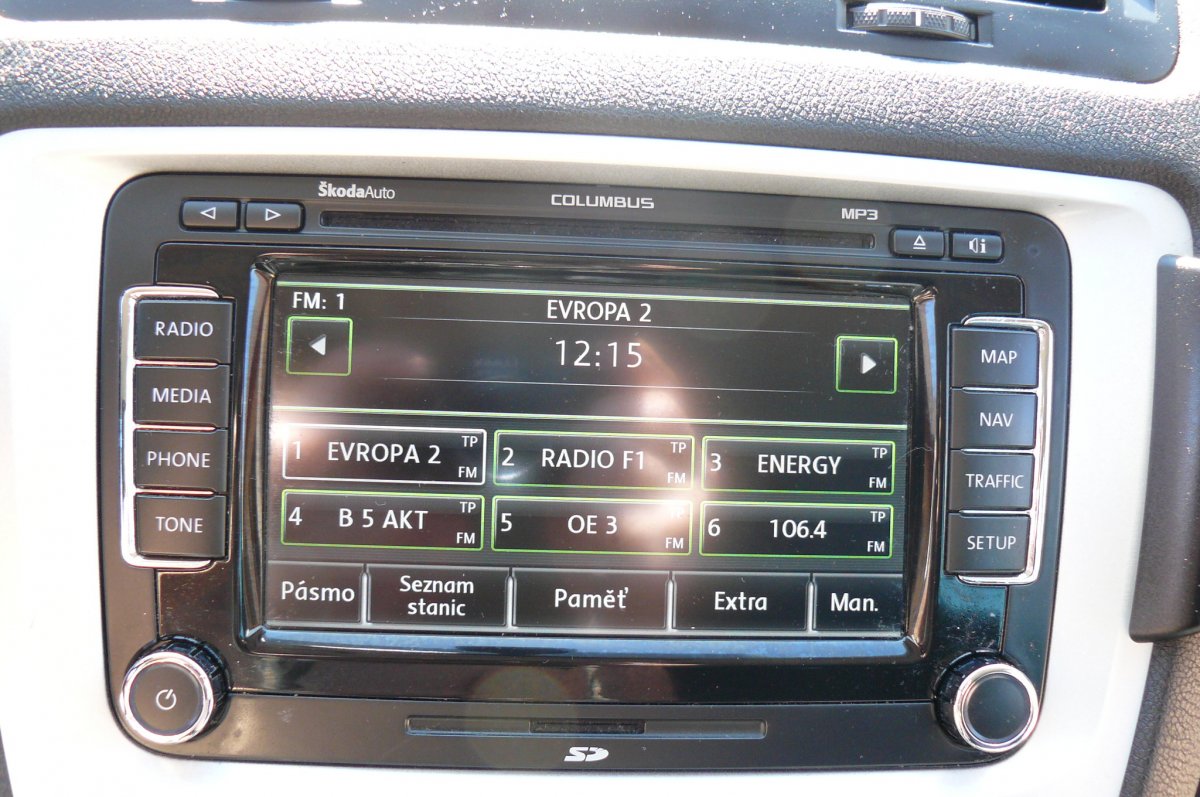 ŠkodaAuto
COLUMBUS
MP3
FM: 1
EVROPA 2
12:15
RADIO
MEDIA
PHONE
TONE
1 EVROPA 2 TP FM
2 RADIO F1 TP FM
3 ENERGY TP FM
4 B 5 AKT TP FM
5 OE 3 TP FM
6 106.4 TP FM
Pásmo
Seznam
stanic
Paměť
Extra
Man.
MAP
NAV
TRAFFIC
SETUP
SD